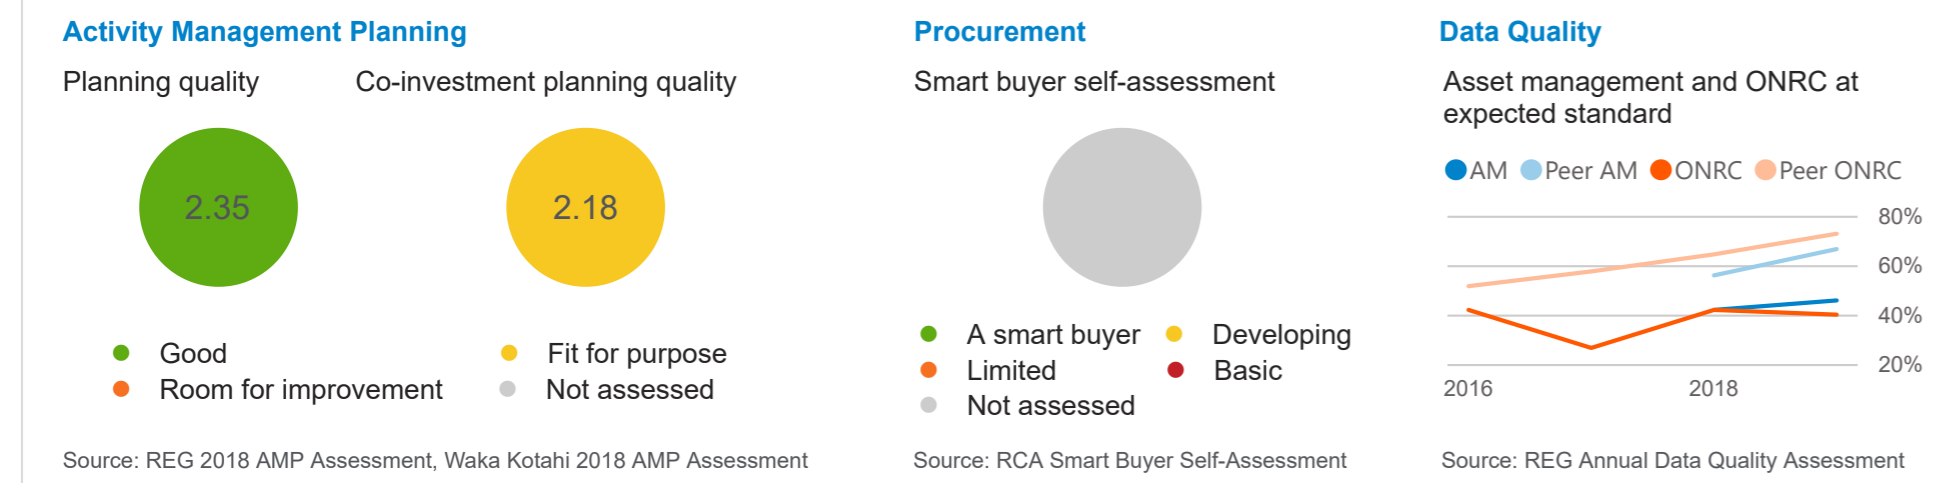 Activity Management Planning
Planning quality
Co-investment planning quality
2.35
2.18
Good
Fit for purpose
Room for improvement
Not assessed
Source: REG 2018 AMP Assessment, Waka Kotahi 2018 AMP Assessment
Procurement
Smart buyer self-assessment
A smart buyer
Developing
Limited
Basic
Not assessed
Source: RCA Smart Buyer Self-Assessment
Data Quality
Asset management and ONRC at
expected standard
AM Peer AM ONRC Peer ONRC
80%
60%
40%
20%
2016 2018
Source: REG Annual Data Quality Assessment